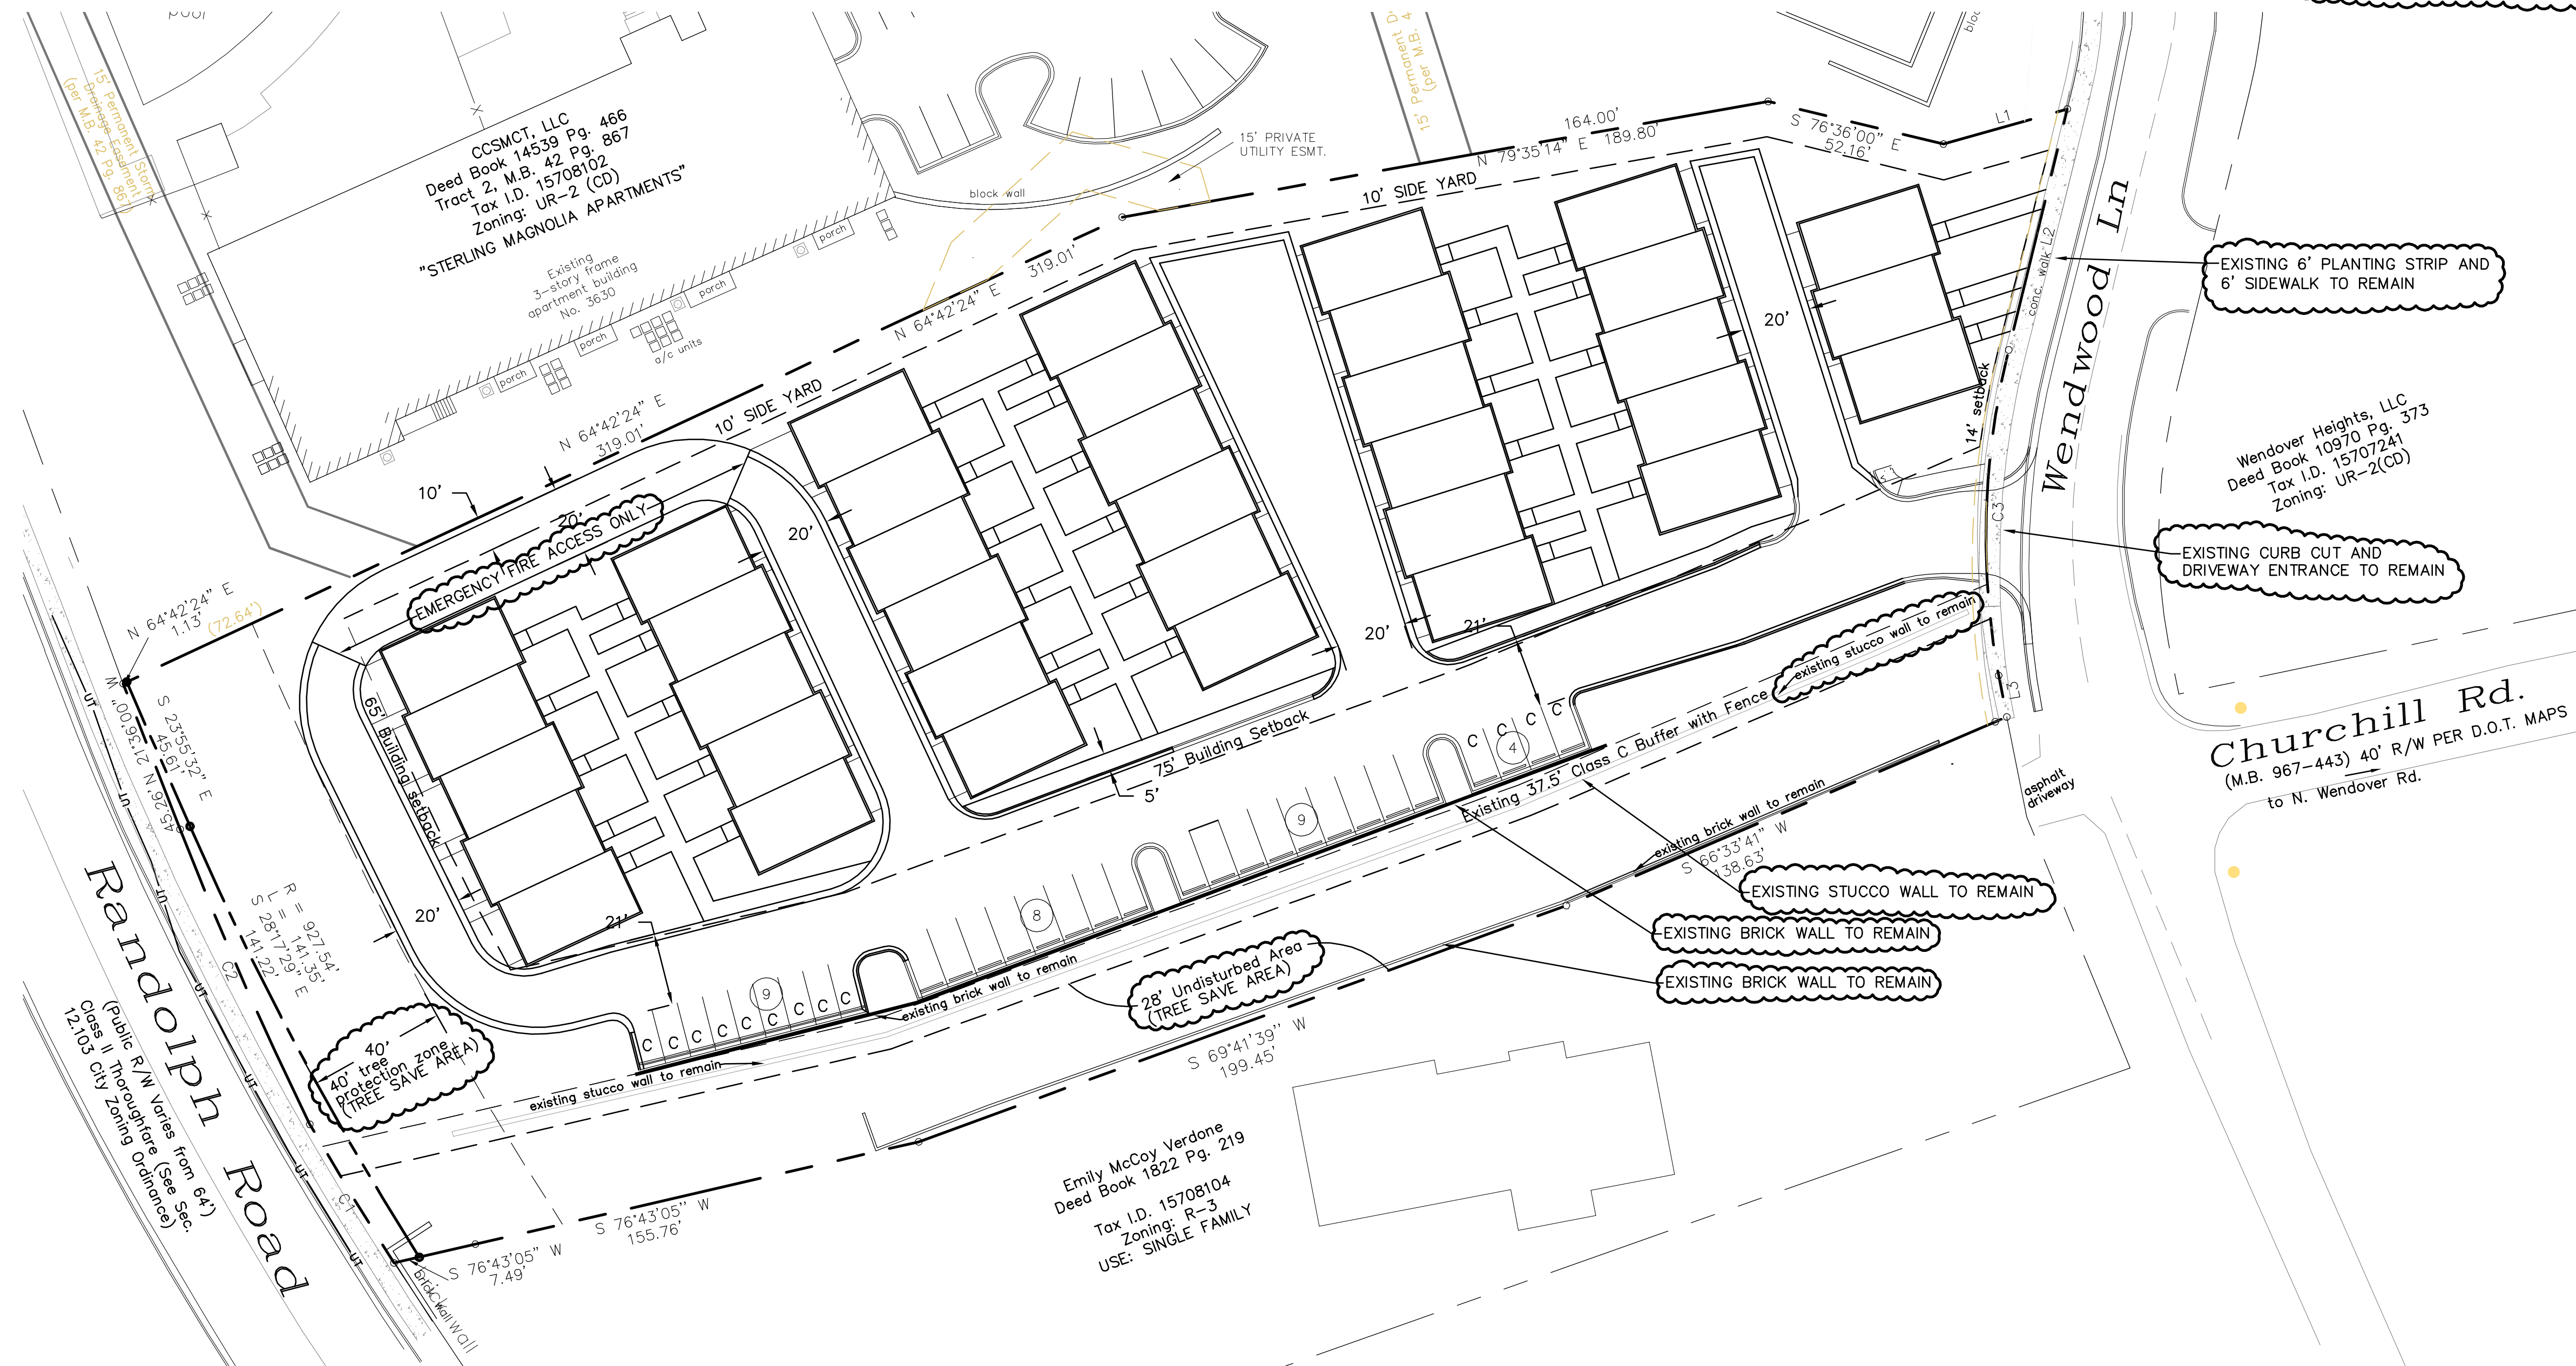 pool
15' Permanent Storm
Drainage Easement
(per M.B. 42 Pg. 867)
CCSMCT, LLC
Deed Book 14539 Pg. 466
Tract 2, M.B. 42 Pg. 867
Tax I.D. 15708102
Zoning: UR-2 (CD)
"STERLING MAGNOLIA APARTMENTS"
Existing
3-story frame
apartment building
No. 3630
porch
porch
porch
porch
a/c units
block wall
15' PRIVATE
UTILITY ESMT.
15' Permanent
(per M.B.
164.00'
N 79°35'14" E 189.80'
S 76°36'00" E
52.16'
L1
10' SIDE YARD
N 64°42'24" E 319.01'
10' SIDE YARD
N 64°42'24" E
319.01'
10'
20'
EMERGENCY FIRE ACCESS ONLY
20'
20'
20'
20'
21'
conc. walk L2
Wendwood Ln
EXISTING 6' PLANTING STRIP AND
6' SIDEWALK TO REMAIN
14' setback
C3
Wendover Heights, LLC
Deed Book 10970 Pg. 373
Tax I.D. 15707241
Zoning: UR-2(CD)
EXISTING CURB CUT AND
DRIVEWAY ENTRANCE TO REMAIN
existing stucco wall to remain
L3
Churchill Rd.
(M.B. 967-443) 40' R/W PER D.O.T. MAPS
to N. Wendover Rd.
asphalt
driveway
N 64°42'24" E
1.13'
(72.64')
S 23°55'32" E
45.61'
45.26' N 21°36'00" W
65' Building setback
75' Building Setback
5'
20'
21'
R = 927.54'
L = 141.35'
S 28°17'29" E
141.22'
C2
UT
UT
UT
UT
UT
UT
UT
Randolph Road
(Public R/W Varies from 64')
Class II Thoroughfare (See Sec.
12.103 City Zoning Ordinance)
40'
40' tree
protection zone
(TREE SAVE AREA)
C C C C C C C C C
9
8
9
4
C C C C
Existing 37.5' Class C Buffer with Fence
existing brick wall to remain
existing stucco wall to remain
existing brick wall to remain
28' Undisturbed Area
(TREE SAVE AREA)
S 66°33'41" W
138.63'
EXISTING STUCCO WALL TO REMAIN
EXISTING BRICK WALL TO REMAIN
EXISTING BRICK WALL TO REMAIN
S 69°41'39" W
199.45'
S 76°43'05" W
155.76'
S 76°43'05" W
7.49'
C1
Emily McCoy Verdone
Deed Book 1822 Pg. 219
Tax I.D. 15708104
Zoning: R-3
USE: SINGLE FAMILY